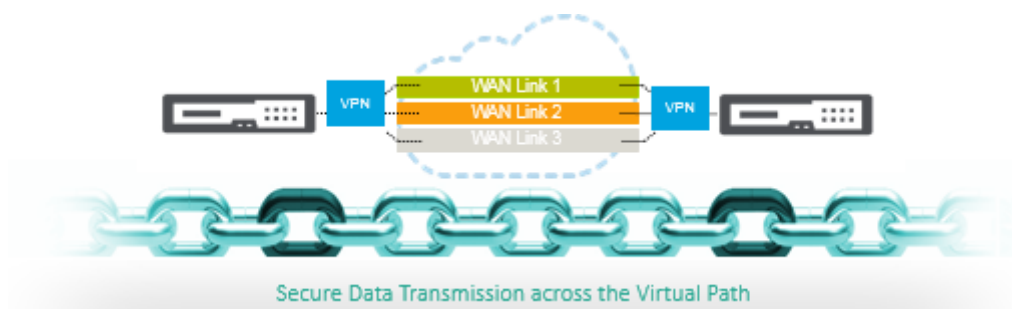 WAN Link 1
VPN
WAN Link 2
VPN
WAN Link 3
Secure Data Transmission across the Virtual Path